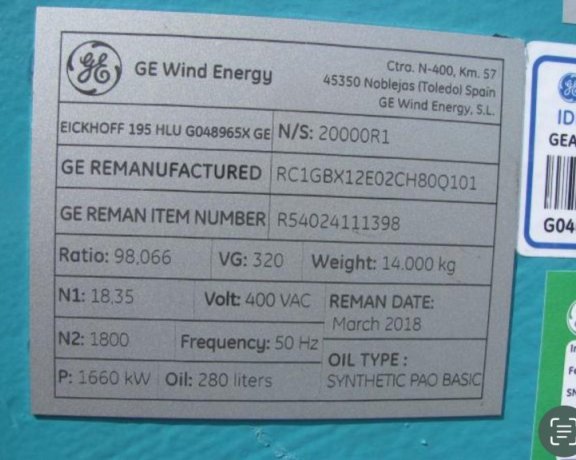 GE Wind Energy
Ctra. N-400, Km. 57
45350 Noblejas (Toledo) Spain
GE Wind Energy, S.L.
EICKHOFF 195 HLU G048965X GE N/S: 20000R1
GE REMANUFACTURED RC1GBX12E02CH80Q101
GE REMAN ITEM NUMBER R54024111398
Ratio: 98,066 VG: 320 Weight: 14.000 kg
N1: 18,35 Volt: 400 VAC REMAN DATE:
March 2018
N2: 1800 Frequency: 50 Hz
OIL TYPE :
P: 1660 kW Oil: 280 liters SYNTHETIC PAO BASIC
ID
GEA
G04